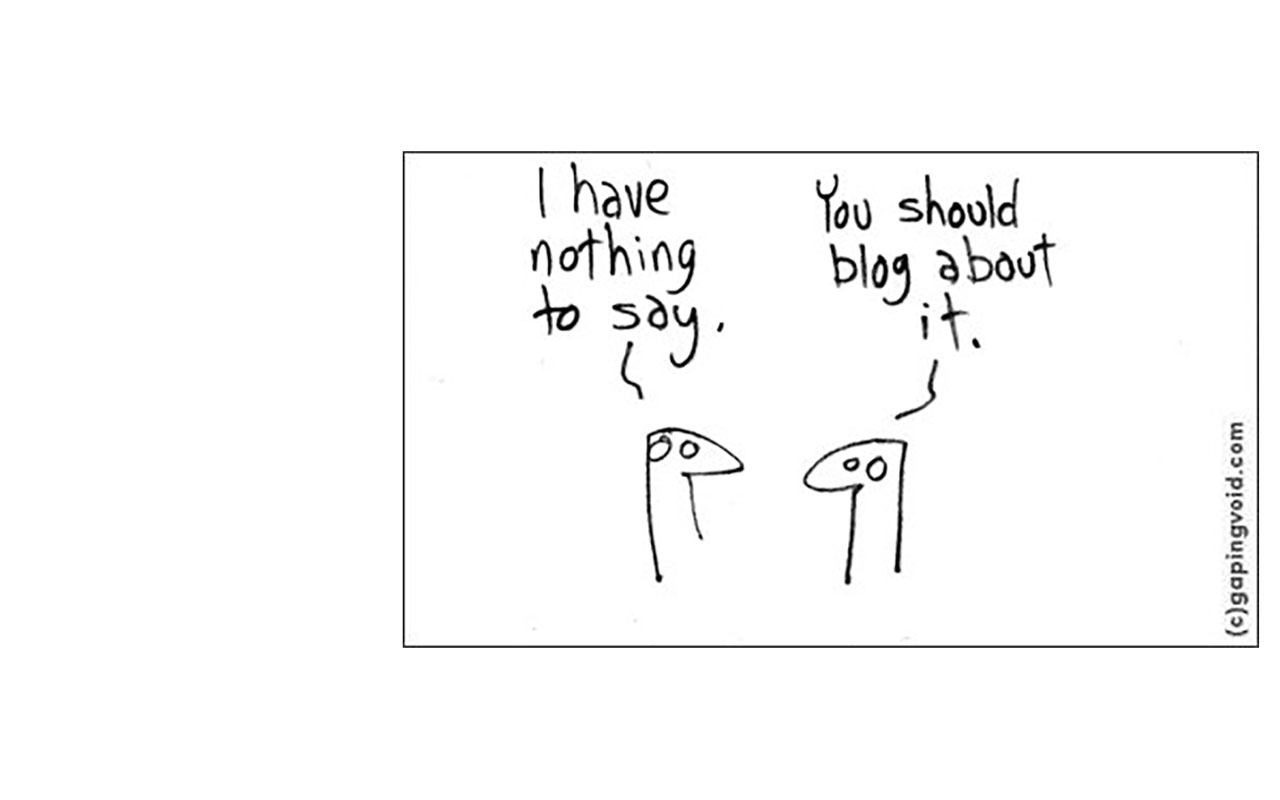 I have
nothing
to say.
You should
blog about
it.
(c)gapingvoid.com